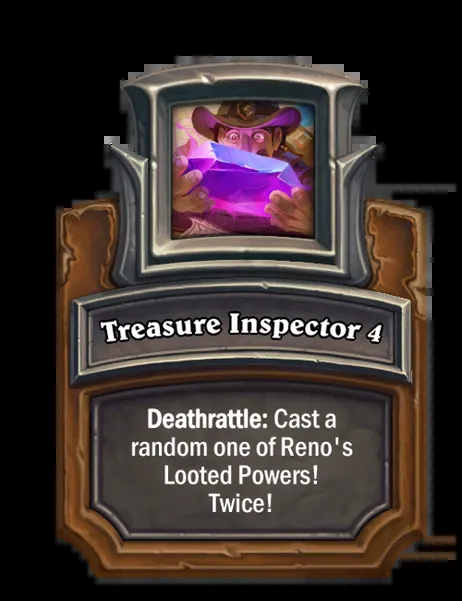 Treasure Inspector 4
Deathrattle: Cast a
random one of Reno's
Looted Powers!
Twice!